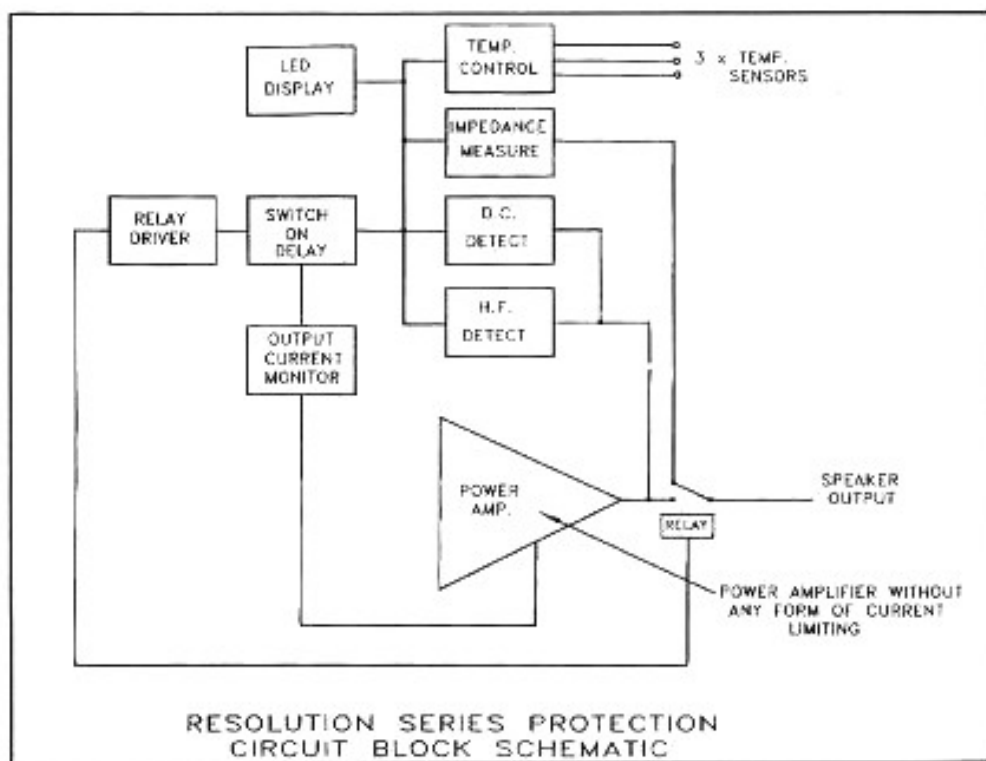 LED
DISPLAY
TEMP.
CONTROL
3 x TEMP.
SENSORS
IMPEDANCE
MEASURE
RELAY
DRIVER
SWITCH
ON
DELAY
D.C.
DETECT
H.F.
DETECT
OUTPUT
CURRENT
MONITOR
POWER
AMP.
SPEAKER
OUTPUT
RELAY
POWER AMPLIFIER WITHOUT
ANY FORM OF CURRENT
LIMITING
RESOLUTION SERIES PROTECTION
CIRCUIT BLOCK SCHEMATIC